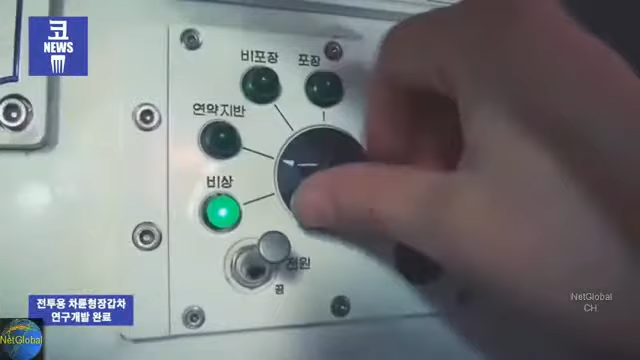 코
NEWS
비포장
포장
연약지반
비상
전원
끔
전투용 차륜형장갑차
연구개발 완료
NetGlobal
NetGlobal
CH